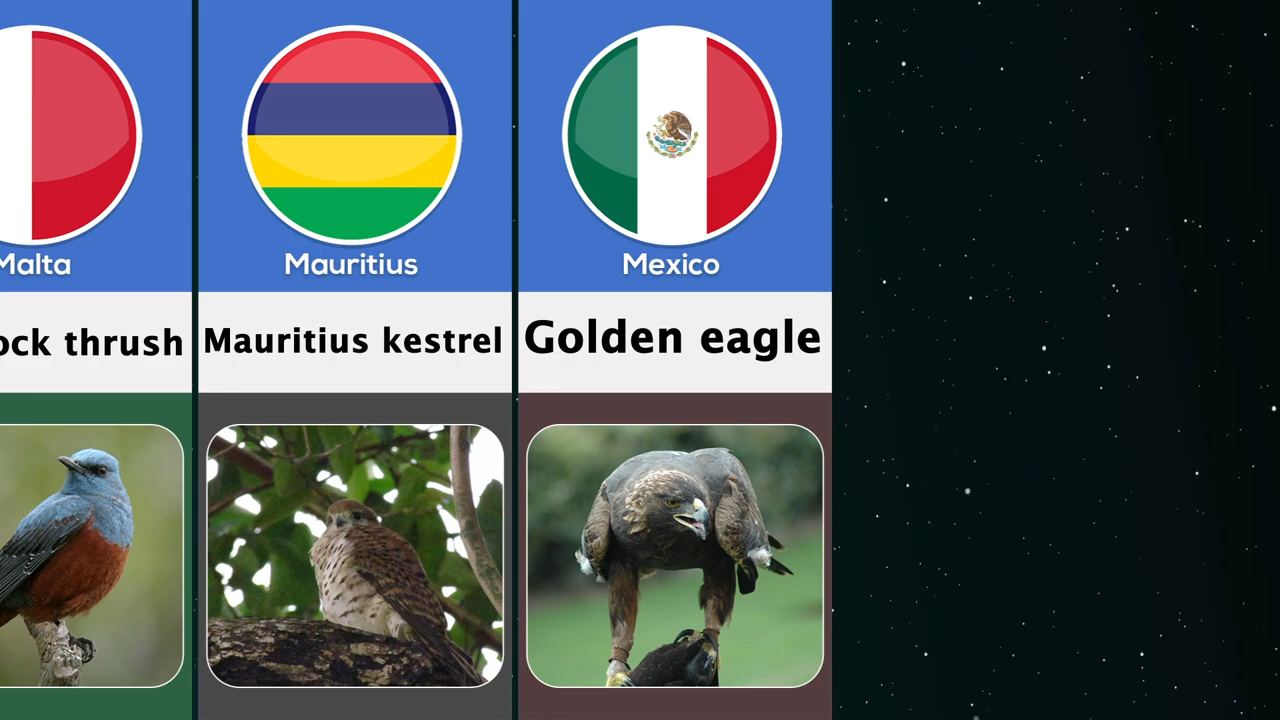 Malta
Mauritius
Mexico
ock thrush
Mauritius kestrel
Golden eagle